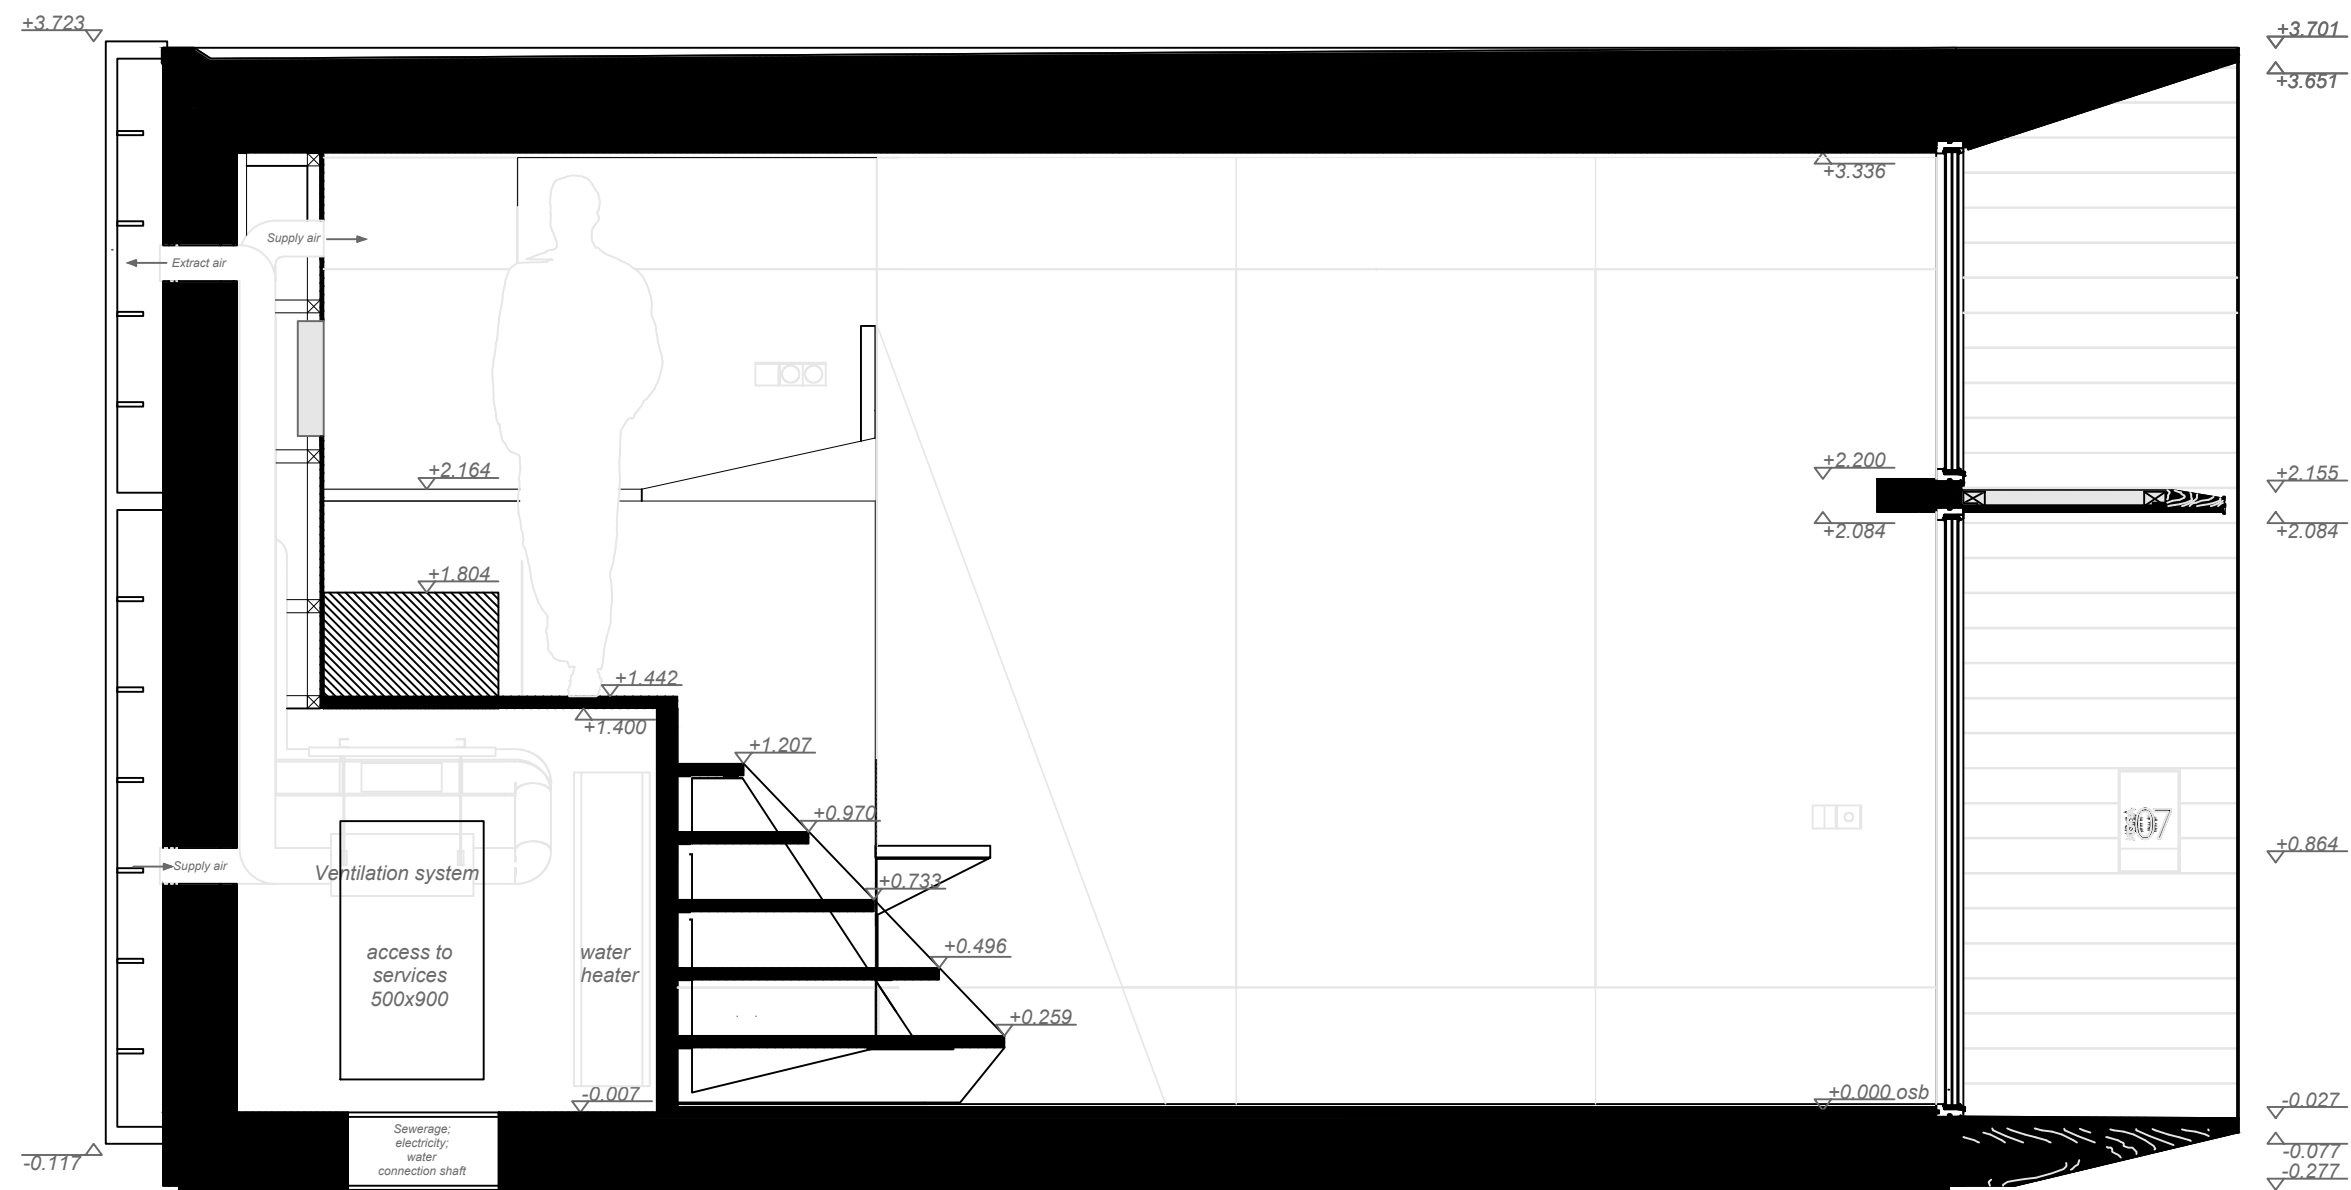 +3.723
+3.701
+3.651
+3.336
Supply air
Extract air
+2.164
+2.200
+2.155
+2.084
+2.084
+1.804
+1.442
+1.400
+1.207
+0.970
+0.864
Supply air
Ventilation system
+0.733
access to
services
500x900
water
heater
+0.496
+0.259
-0.007
+0.000 osb
-0.027
Sewerage;
electricity;
water
connection shaft
-0.117
-0.077
-0.277
07